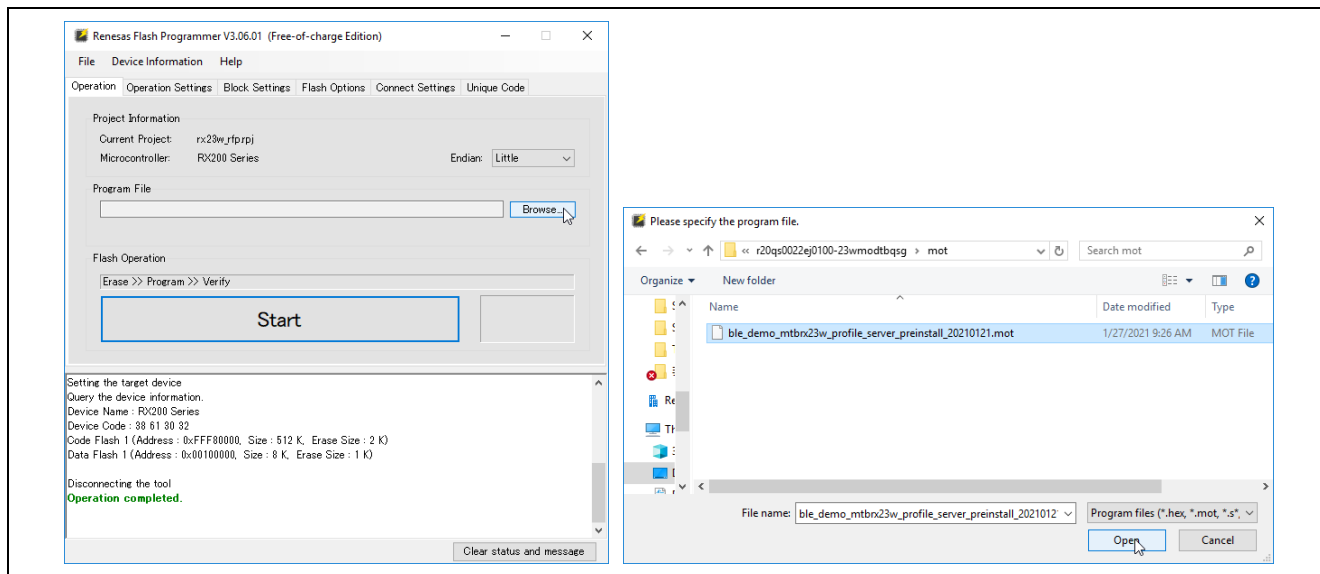 Renesas Flash Programmer V3.06.01 (Free-of-charge Edition)
File Device Information Help
Operation Operation Settings Block Settings Flash Options Connect Settings Unique Code
Project Information
Current Project: rx23w_rfp.rpj
Microcontroller: RX200 Series Endian: Little
Program File
Browse...
Flash Operation
Erase >> Program >> Verify
Start
Setting the target device
Query the device information.
Device Name : RX200 Series
Device Code : 38 61 30 32
Code Flash 1 (Address : 0xFFF80000, Size : 512 K, Erase Size : 2 K)
Data Flash 1 (Address : 0x00100000, Size : 8 K, Erase Size : 1 K)
Disconnecting the tool
Operation completed.
Clear status and message
Please specify the program file.
« r20qs0022ej0100-23wmodtbqsg > mot Search mot
Organize New folder
Name Date modified Type
ble_demo_mtbrx23w_profile_server_preinstall_20210121.mot 1/27/2021 9:26 AM MOT File
Re
File name: ble_demo_mtbrx23w_profile_server_preinstall_2021012 Program files (*.hex, *.mot, *.s*,
Open Cancel